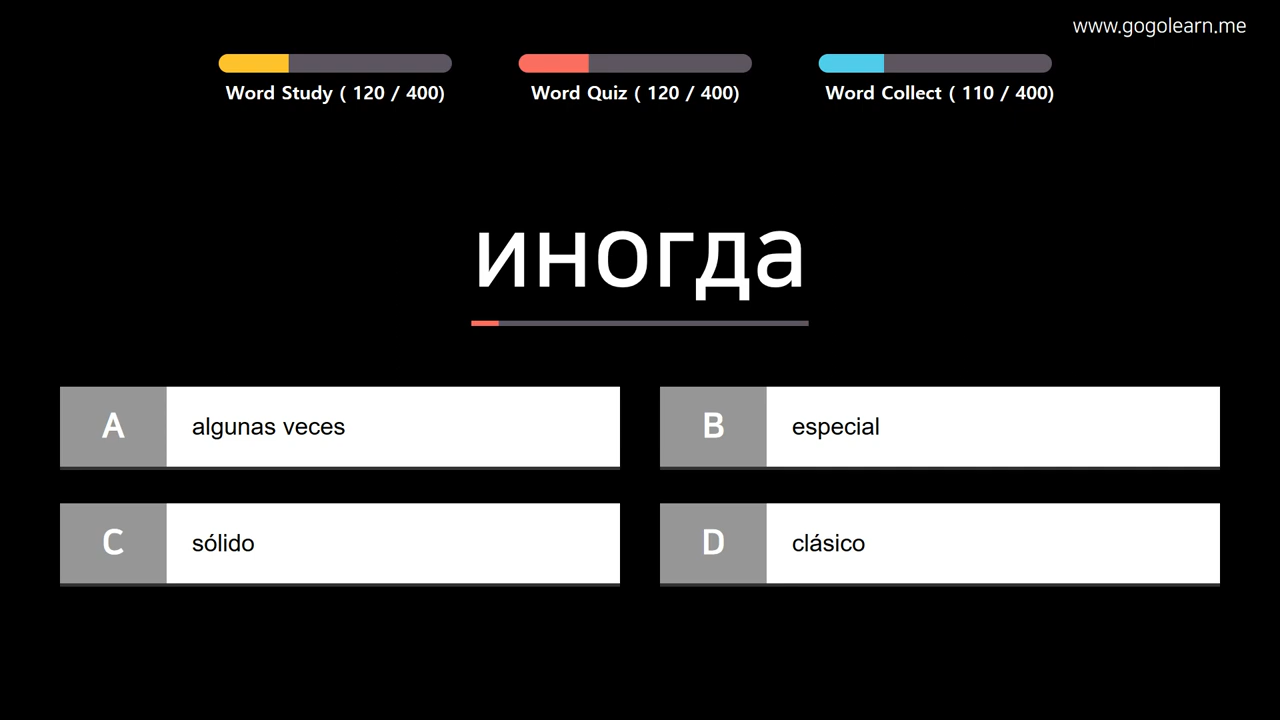 www.gogolearn.me
Word Study ( 120 / 400)
Word Quiz ( 120 / 400)
Word Collect ( 110 / 400)
иногда
A algunas veces
B especial
C sólido
D clásico